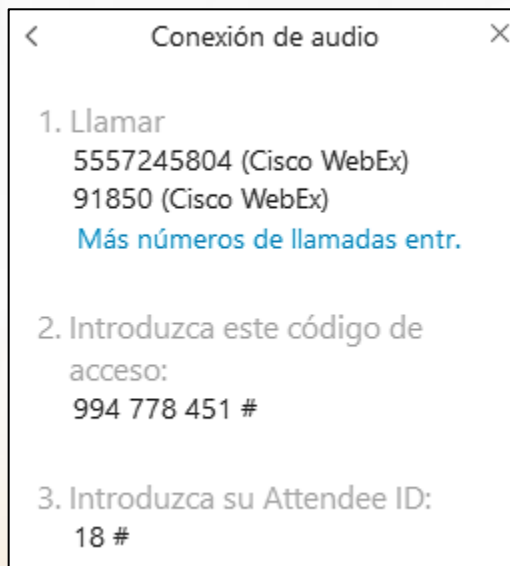 Conexión de audio
1. Llamar
5557245804 (Cisco WebEx)
91850 (Cisco WebEx)
Más números de llamadas entr.
2. Introduzca este código de
acceso:
994 778 451 #
3. Introduzca su Attendee ID:
18 #